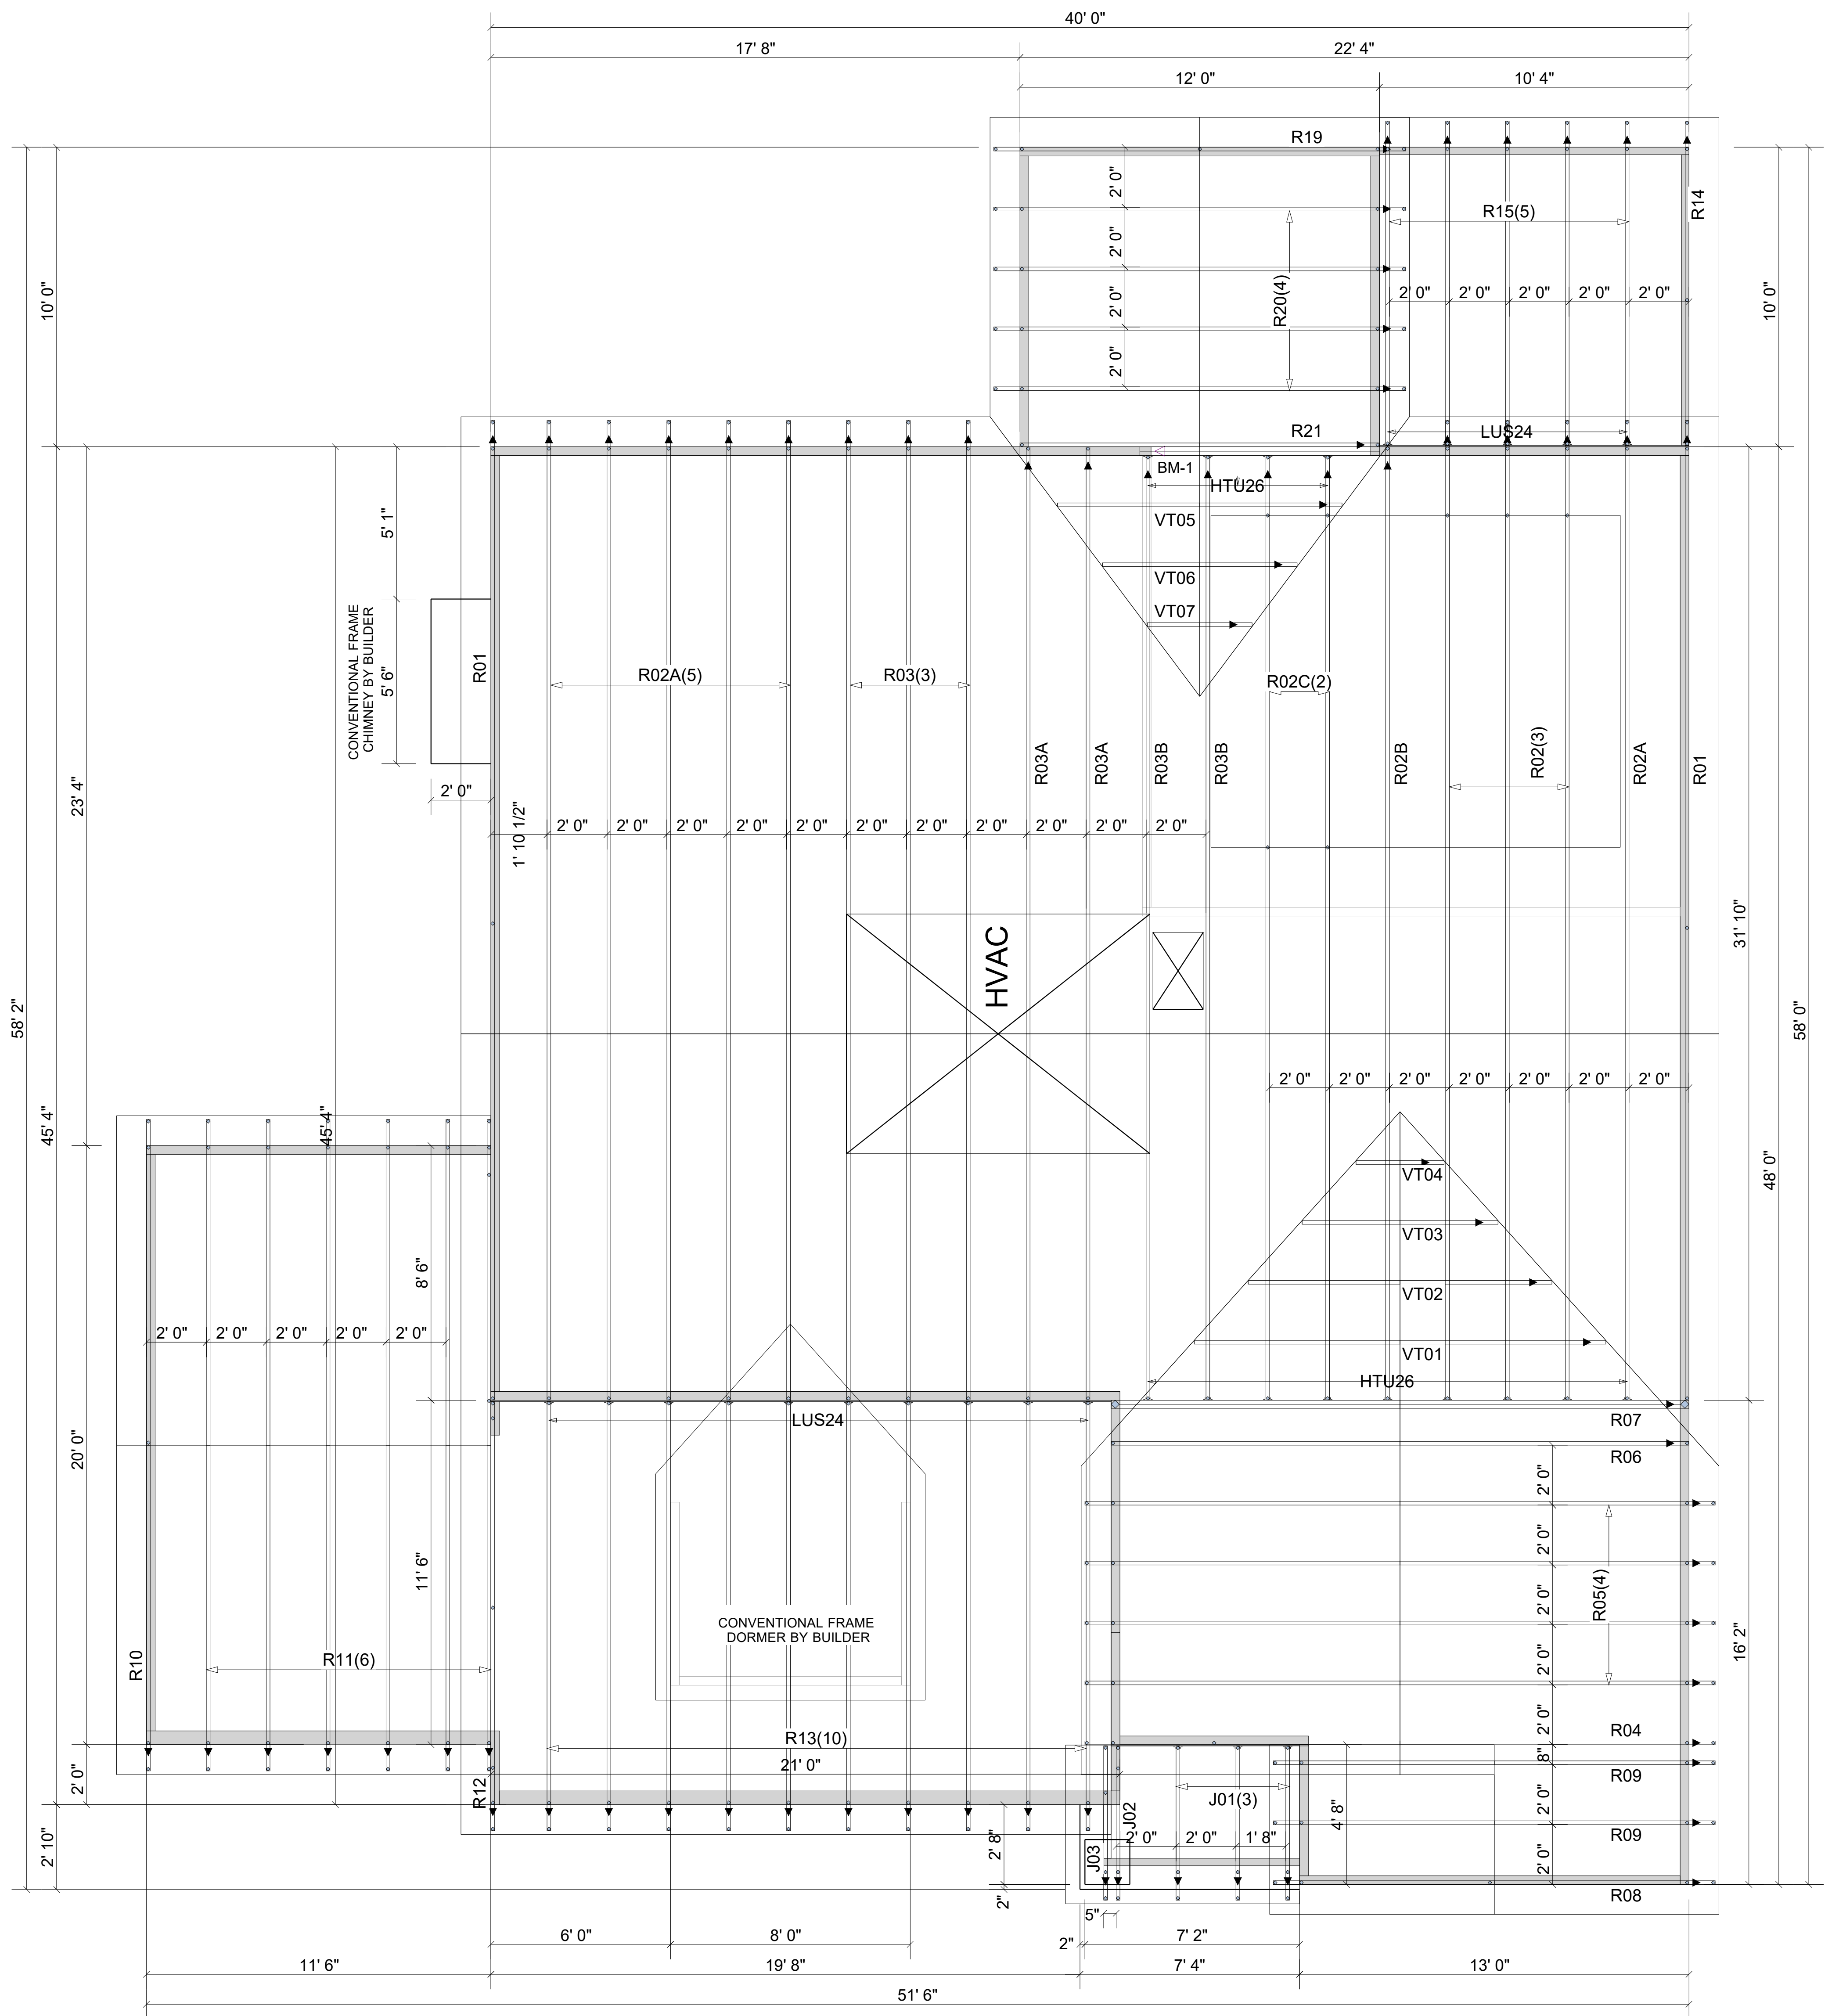 40' 0"
17' 8"
22' 4"
12' 0"
10' 4"
R19
R14
2' 0"
2' 0"
2' 0"
2' 0"
R20(4)
R15(5)
2' 0" 2' 0" 2' 0" 2' 0" 2' 0"
10' 0"
10' 0"
R21
LUS24
BM-1
HTU26
VT05
VT06
VT07
5' 1"
CONVENTIONAL FRAME
CHIMNEY BY BUILDER
5' 6"
2' 0"
R01
R02A(5)
R03(3)
R02C(2)
R03A
R03A
R03B
R03B
R02B
R02(3)
R02A
R01
23' 4"
1' 10 1/2"
2' 0" 2' 0" 2' 0" 2' 0" 2' 0" 2' 0" 2' 0" 2' 0" 2' 0" 2' 0" 2' 0"
HVAC
31' 10"
58' 2"
58' 0"
45' 4"
45' 4"
48' 0"
2' 0" 2' 0" 2' 0" 2' 0" 2' 0" 2' 0" 2' 0"
VT04
VT03
VT02
VT01
HTU26
8' 6"
2' 0" 2' 0" 2' 0" 2' 0" 2' 0"
LUS24
R07
R06
20' 0"
11' 6"
2' 0"
2' 0"
2' 0"
2' 0"
2' 0"
R05(4)
16' 2"
CONVENTIONAL FRAME
DORMER BY BUILDER
R10
R11(6)
R13(10)
21' 0"
R04
8"
R09
2' 0"
R12
J01(3)
J02
4' 8"
2' 0"
2' 10"
2' 8"
J03
2' 0" 2' 0" 1' 8"
R09
2' 0"
2"
R08
5"
6' 0"
8' 0"
2"
7' 2"
11' 6"
19' 8"
7' 4"
13' 0"
51' 6"